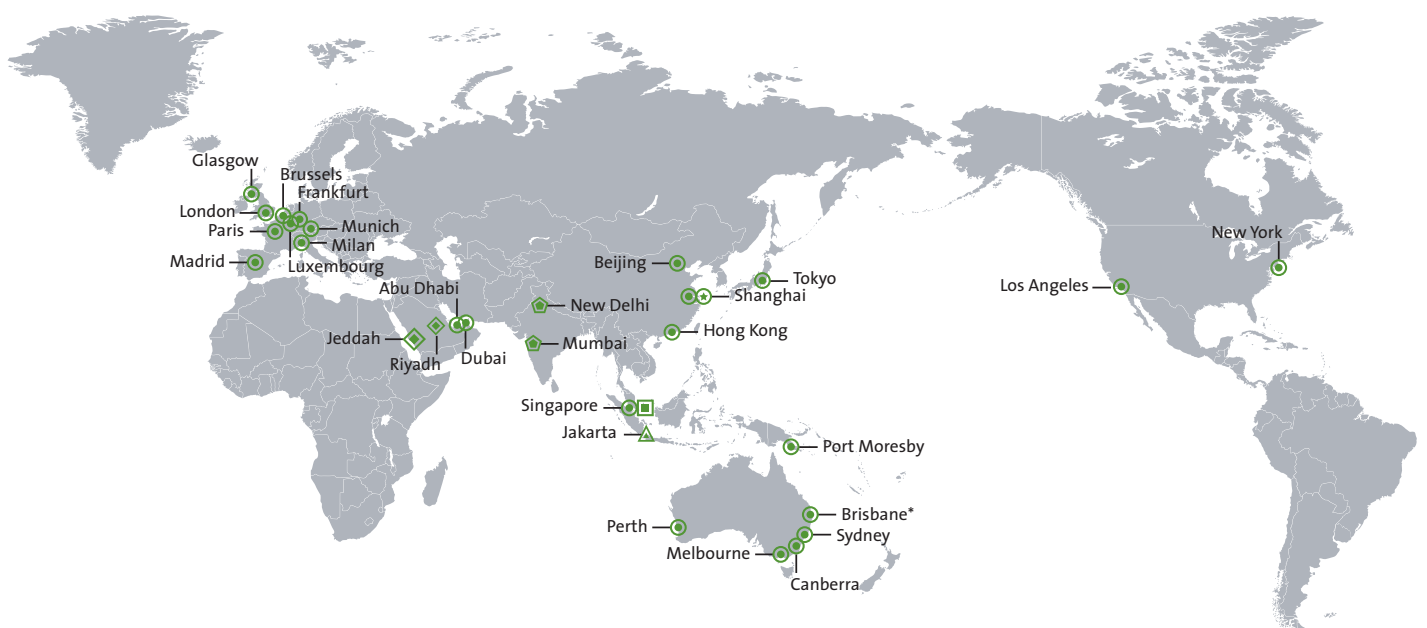 Glasgow
Brussels
Frankfurt
London
Paris
Munich
Milan
Madrid
Luxembourg
Abu Dhabi
Jeddah
Riyadh
Dubai
New Delhi
Mumbai
Beijing
Tokyo
Shanghai
Hong Kong
Singapore
Jakarta
Port Moresby
Perth
Brisbane*
Sydney
Melbourne
Canberra
New York
Los Angeles